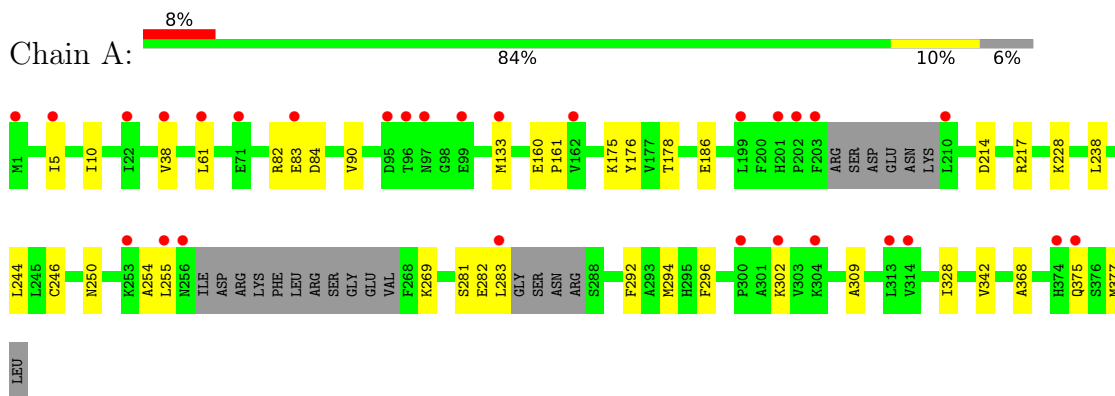 8%
Chain A:
84% 10% 6%
M1 I5 I10 I22 V38 L61 E71 R82 E83 D84 V90 D95 T96 N97 G98 E99 M133 E160 P161 V162 K175 Y176 V177 T178 E186 L199 F200 H201 P202 F203 ARG SER ASP GLU ASN LYS L210 D214 R217 K228 L238
L244 L245 C246 N250 K253 A254 L255 N256 ILE ASP ARG LYS PHE LEU ARG SER GLY GLU VAL F268 K269 S281 E282 L283 GLY SER ASN ARG S288 F292 A293 M294 H295 F296 P300 A301 K302 V303 K304 A309 L313 V314 I328 V342 A368 H374 Q375 S376 M377
LEU